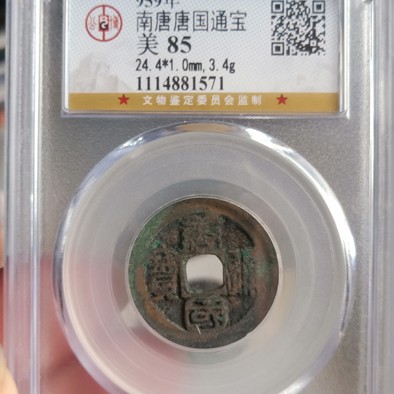 959年
南唐唐国通宝
美 85
24.4*1.0mm,3.4g
1114881571
★ 文物鉴定委员会监制 ★